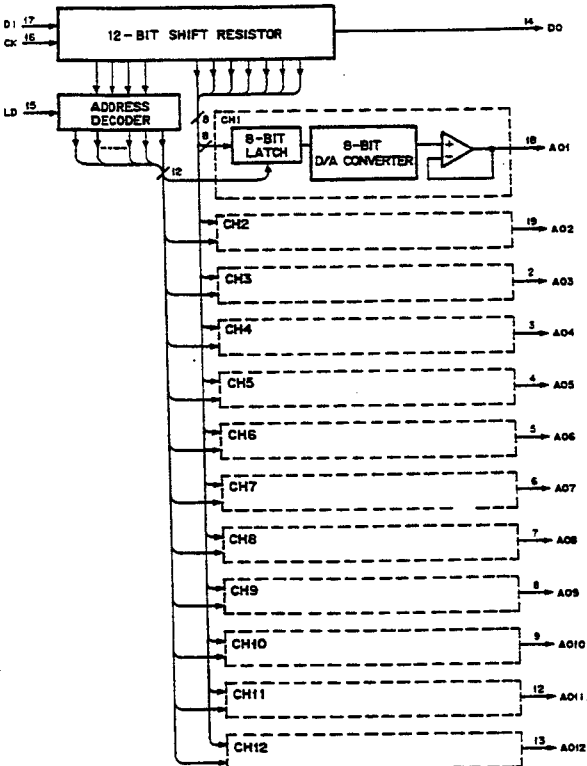 DI 17
CK 16
12-BIT SHIFT RESISTOR
14 DO
LD 15
ADDRESS
DECODER
8
8
12
CH1
8-BIT
LATCH
8-BIT
D/A CONVERTER
+
−
18 AO1
CH2
19 AO2
CH3
2 AO3
CH4
3 AO4
CH5
4 AO5
CH6
5 AO6
CH7
6 AO7
CH8
7 AO8
CH9
8 AO9
CH10
9 AO10
CH11
12 AO11
CH12
13 AO12